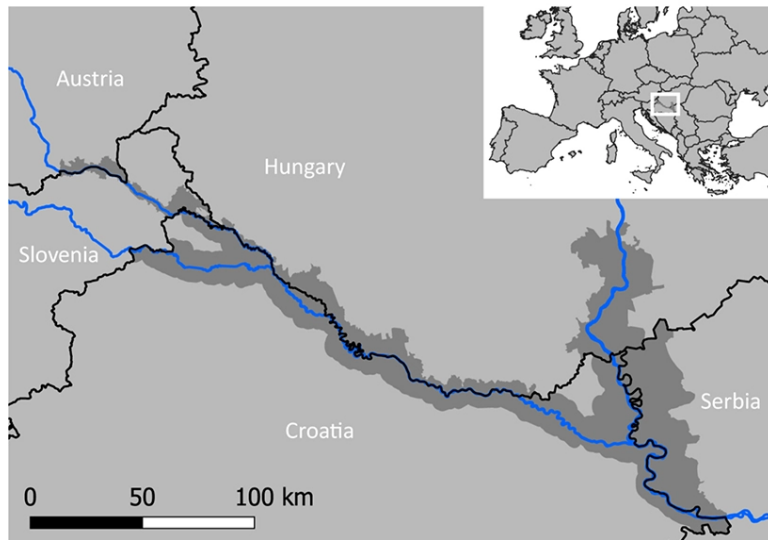 Austria
Hungary
Slovenia
Serbia
Croatia
0 50 100 km